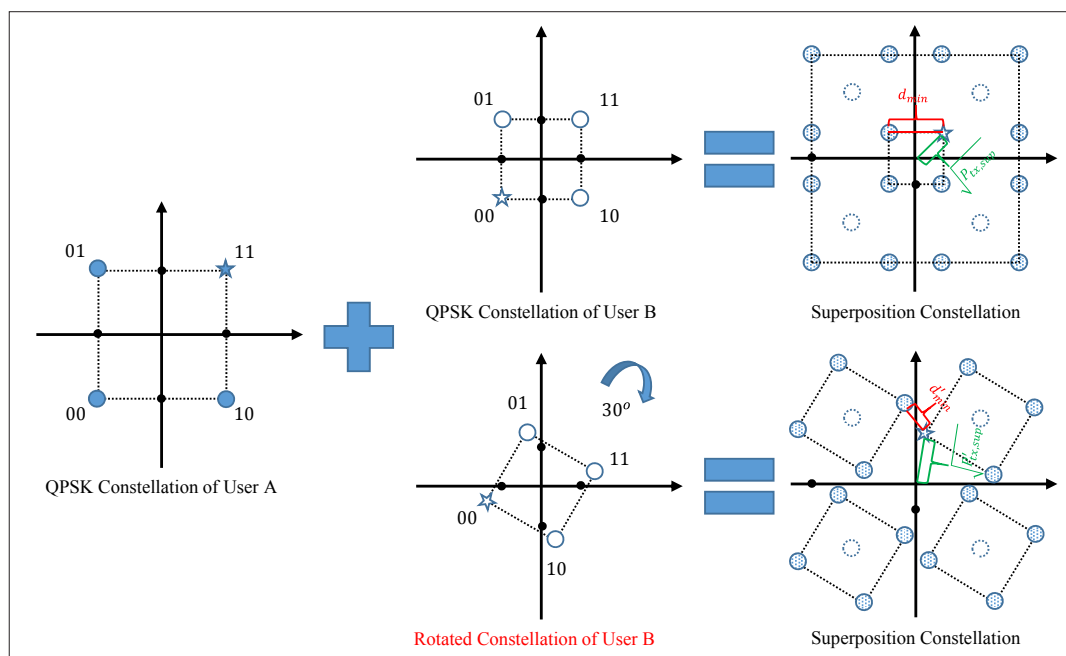 01 11
00 10
QPSK Constellation of User A
01 11
00 10
QPSK Constellation of User B
d_min
√P_tx,sup
Superposition Constellation
30^o
01
11
00
10
Rotated Constellation of User B
d'_min
√P_tx,sup
Superposition Constellation